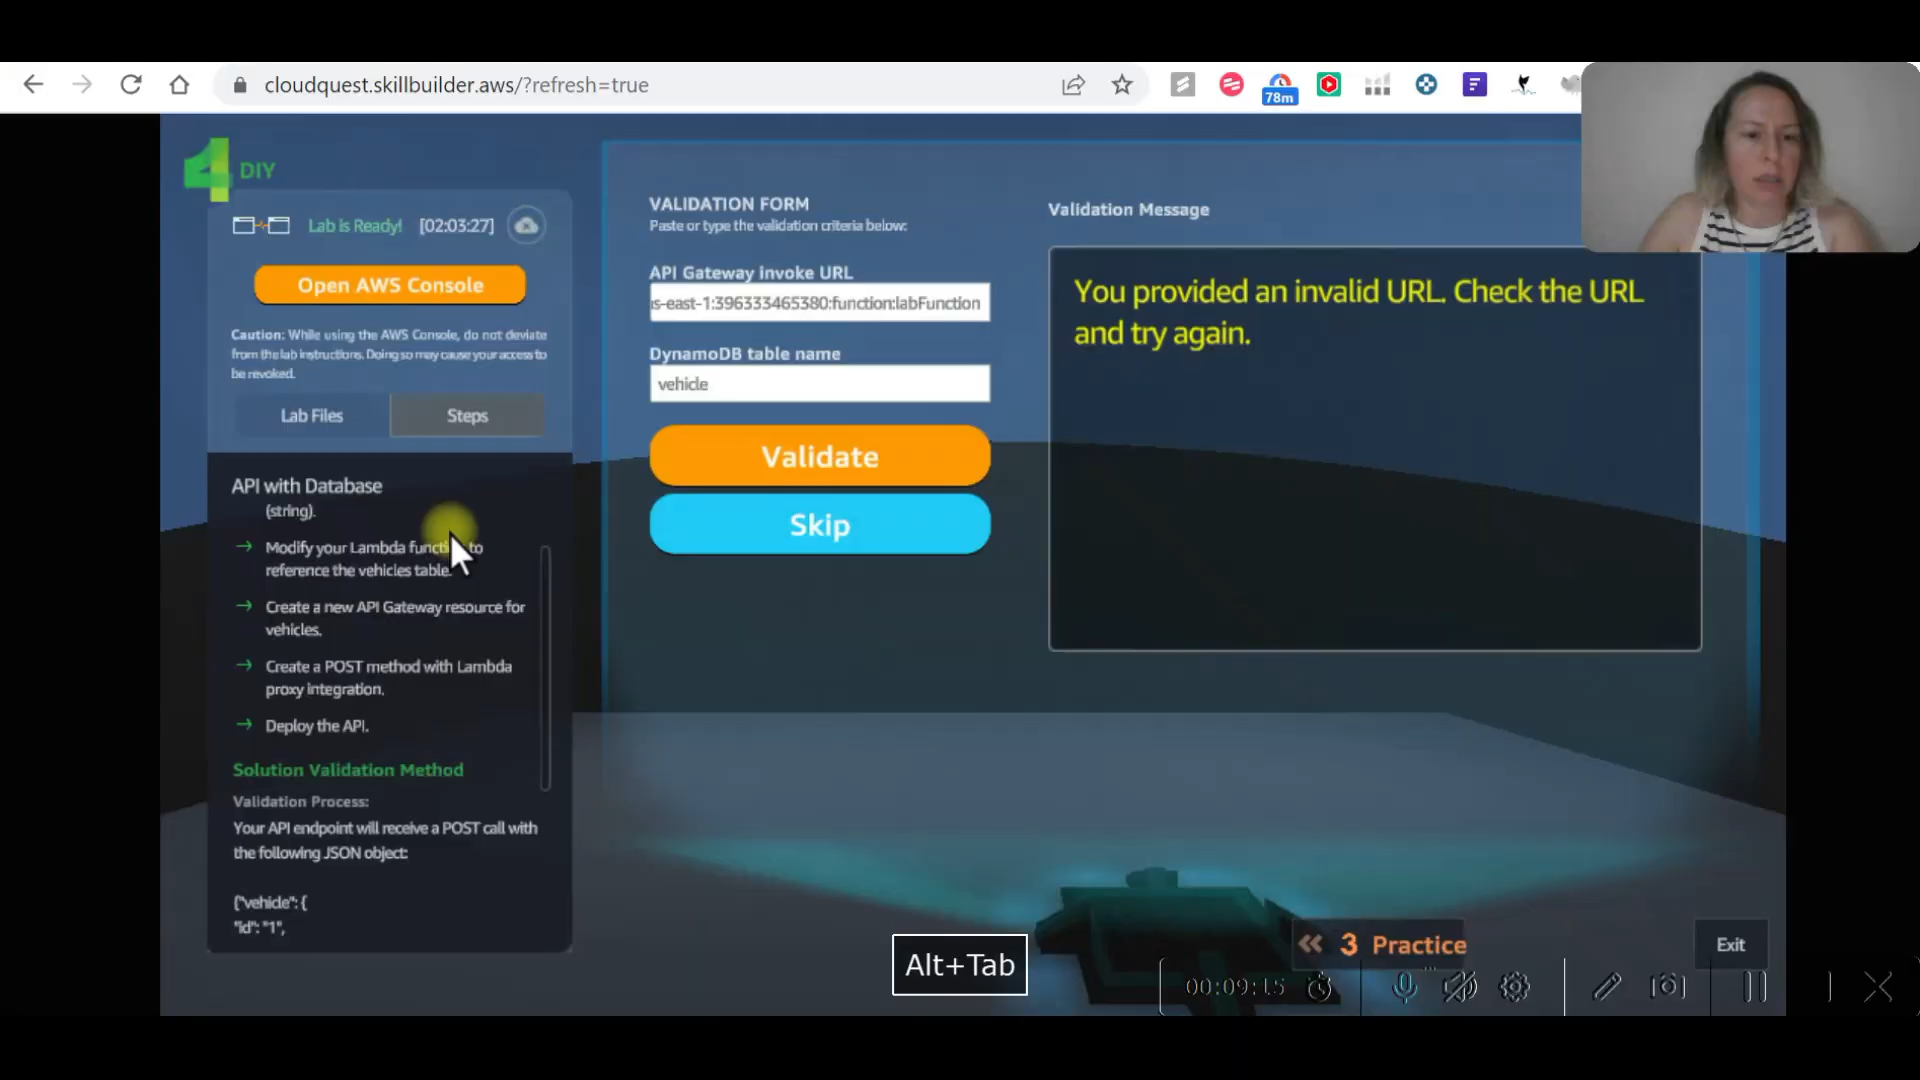 cloudquest.skillbuilder.aws/?refresh=true
78m
4 DIY
Lab is Ready! [02:03:27]
Open AWS Console
Caution: While using the AWS Console, do not deviate
from the lab instructions. Doing so may cause your access to
be revoked.
Lab Files
Steps
API with Database
(string).
→ Modify your Lambda function to
reference the vehicles table.
→ Create a new API Gateway resource for
vehicles.
→ Create a POST method with Lambda
proxy integration.
→ Deploy the API.
Solution Validation Method
Validation Process:
Your API endpoint will receive a POST call with
the following JSON object:
{"vehicle": {
"id": "1",
VALIDATION FORM
Paste or type the validation criteria below:
API Gateway invoke URL
us-east-1:396333465380:function:labFunction
DynamoDB table name
vehicle
Validate
Skip
Validation Message
You provided an invalid URL. Check the URL
and try again.
Alt+Tab
« 3 Practice
Exit
00:09:15